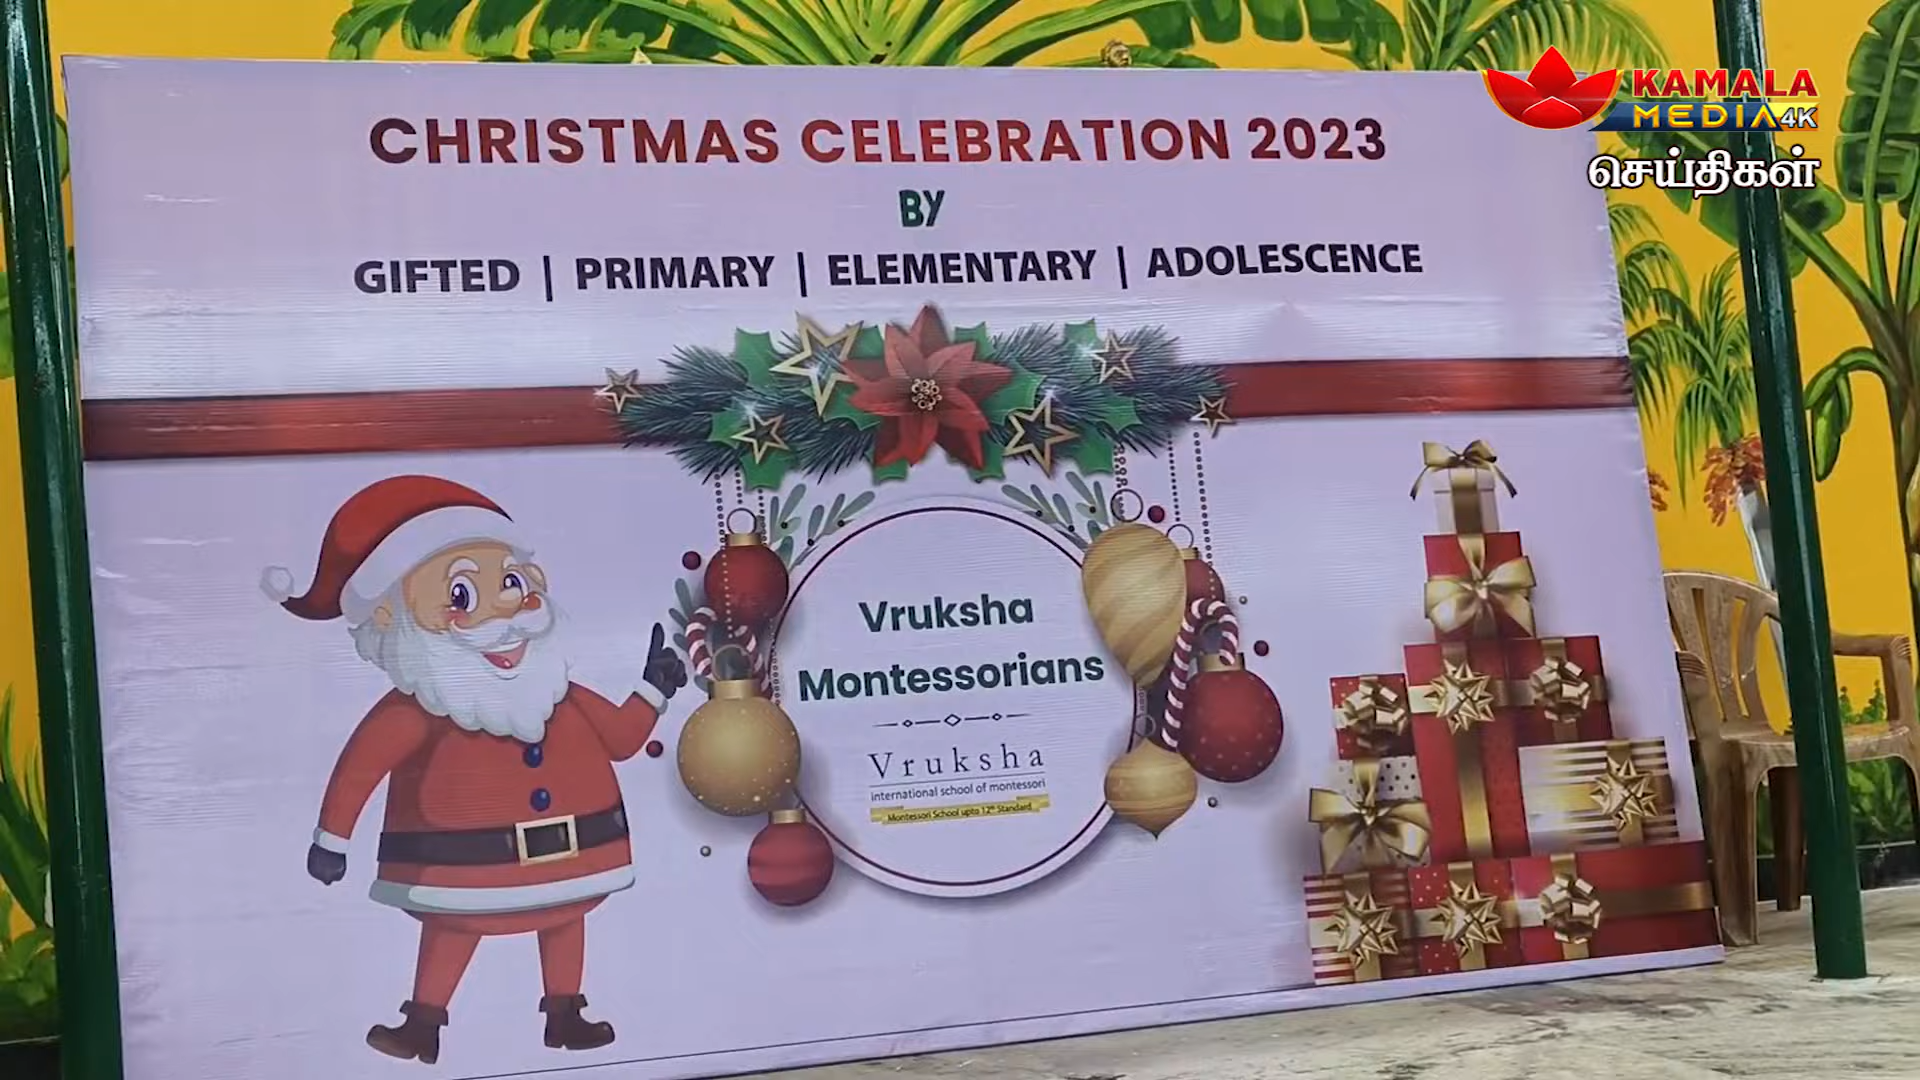 KAMALA
MEDIA 4K
செய்திகள்
CHRISTMAS CELEBRATION 2023
BY
GIFTED | PRIMARY | ELEMENTARY | ADOLESCENCE
Vruksha
Montessorians
Vruksha
international school of montessori
Montessori School upto 12th Standard